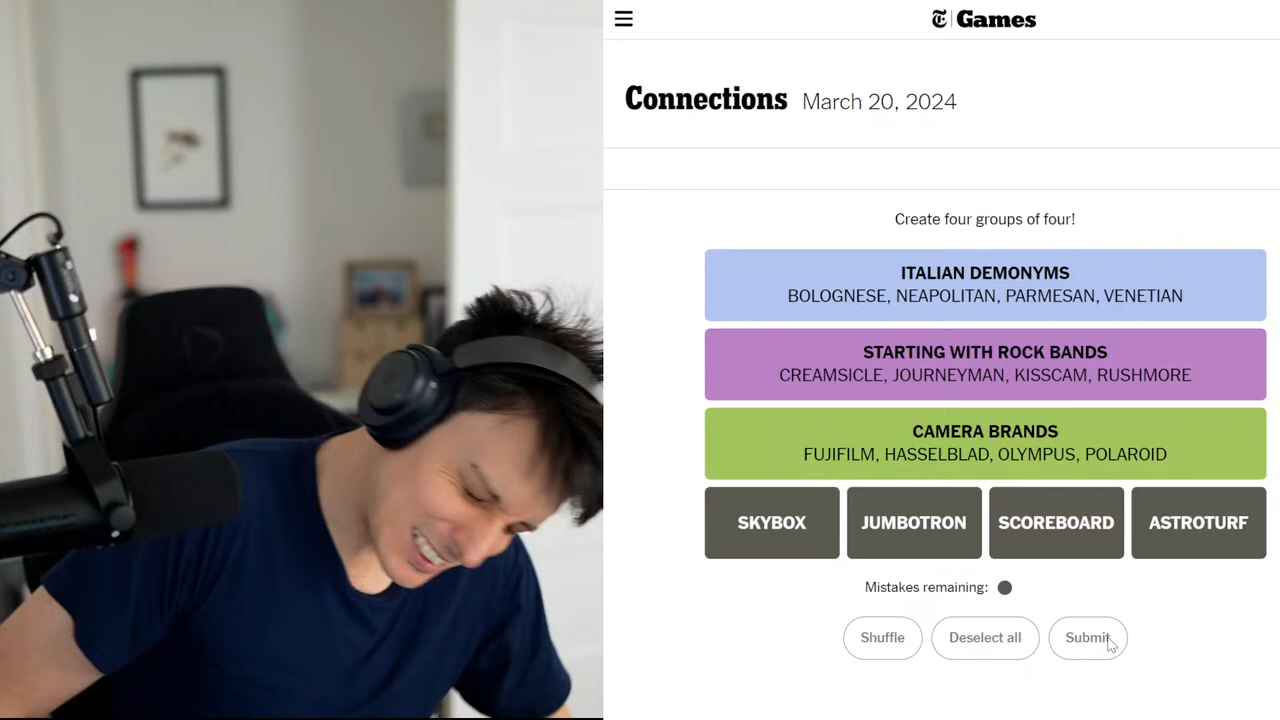 T Games
Connections March 20, 2024
Create four groups of four!
ITALIAN DEMONYMS
BOLOGNESE, NEAPOLITAN, PARMESAN, VENETIAN
STARTING WITH ROCK BANDS
CREAMSICLE, JOURNEYMAN, KISSCAM, RUSHMORE
CAMERA BRANDS
FUJIFILM, HASSELBLAD, OLYMPUS, POLAROID
SKYBOX JUMBOTRON SCOREBOARD ASTROTURF
Mistakes remaining:
Shuffle Deselect all Submit